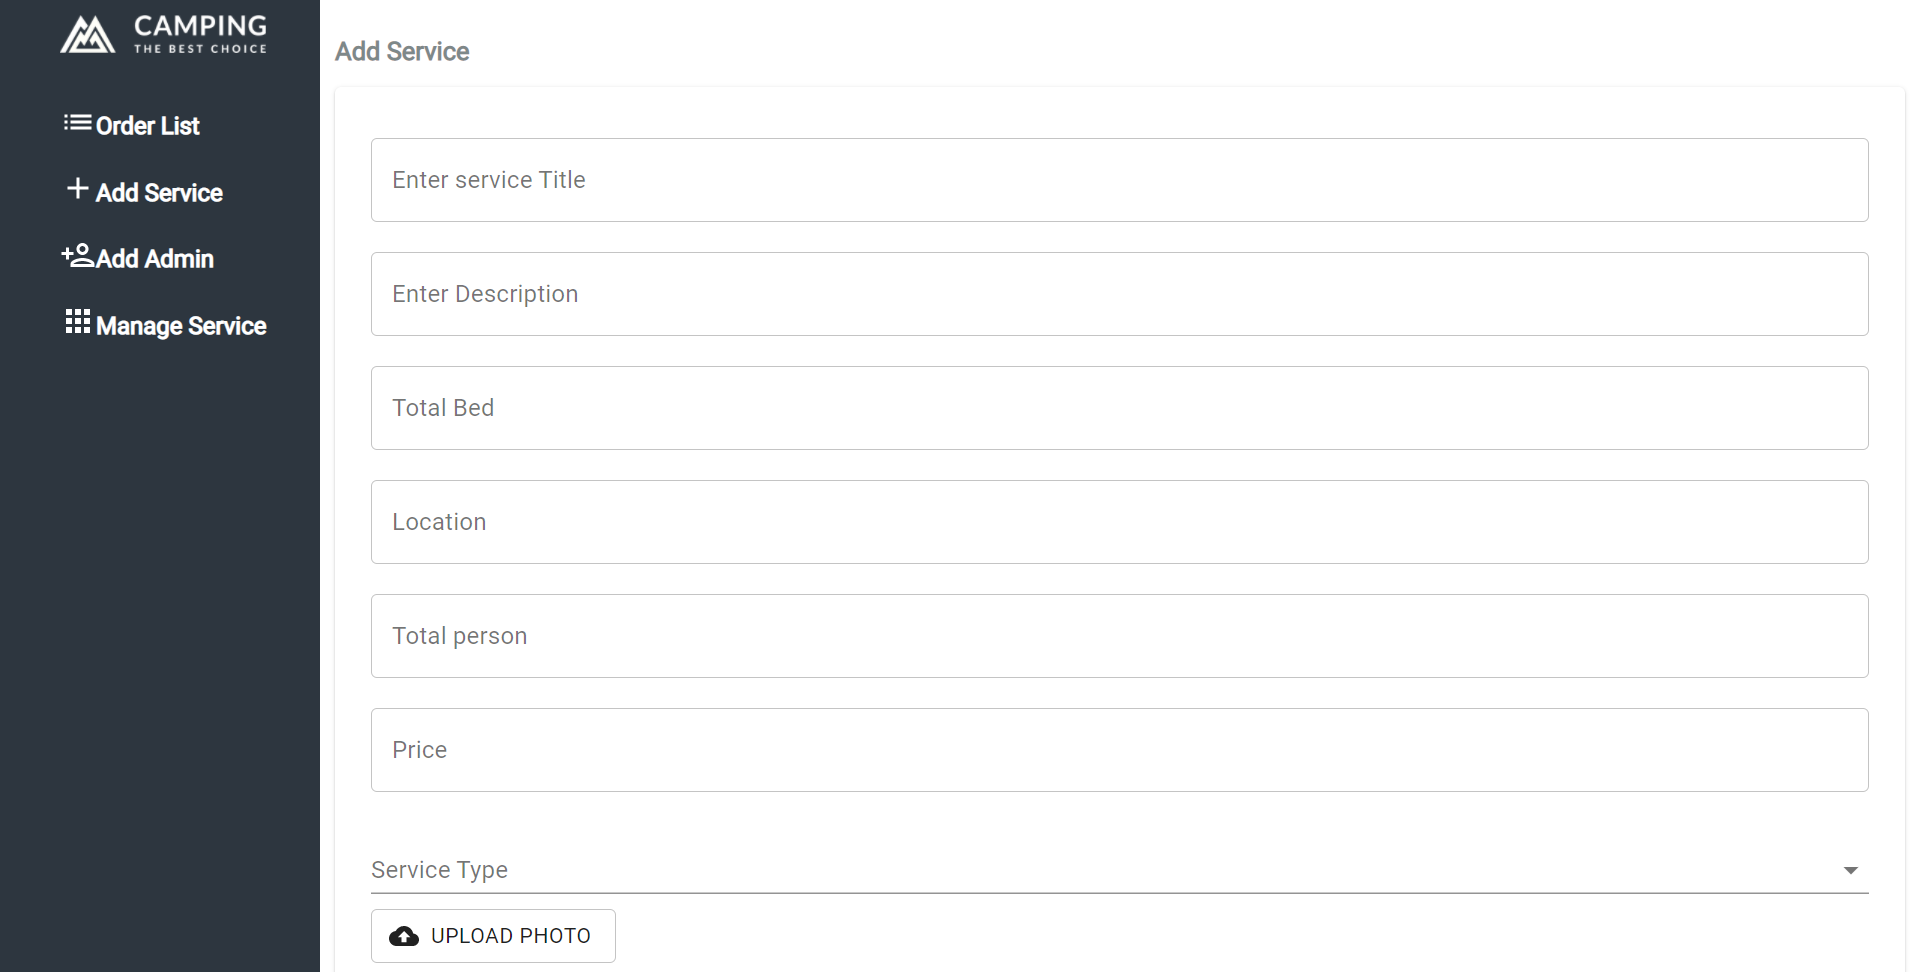 CAMPING
THE BEST CHOICE
Order List
Add Service
Add Admin
Manage Service
Add Service
Enter service Title
Enter Description
Total Bed
Location
Total person
Price
Service Type
UPLOAD PHOTO